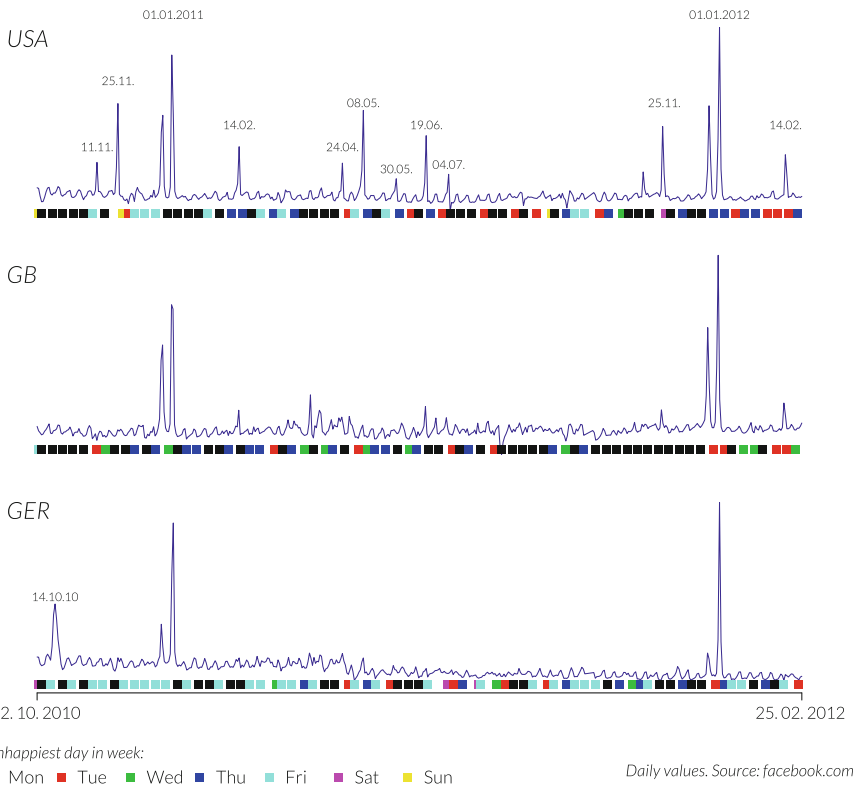 01.01.2011 01.01.2012
USA
25.11.
08.05. 25.11.
14.02. 19.06. 14.02.
11.11. 24.04.
30.05. 04.07.
GB
GER
14.10.10
2.10.2010 25.02.2012
nhappiest day in week:
Mon Tue Wed Thu Fri Sat Sun
Daily values. Source: facebook.com